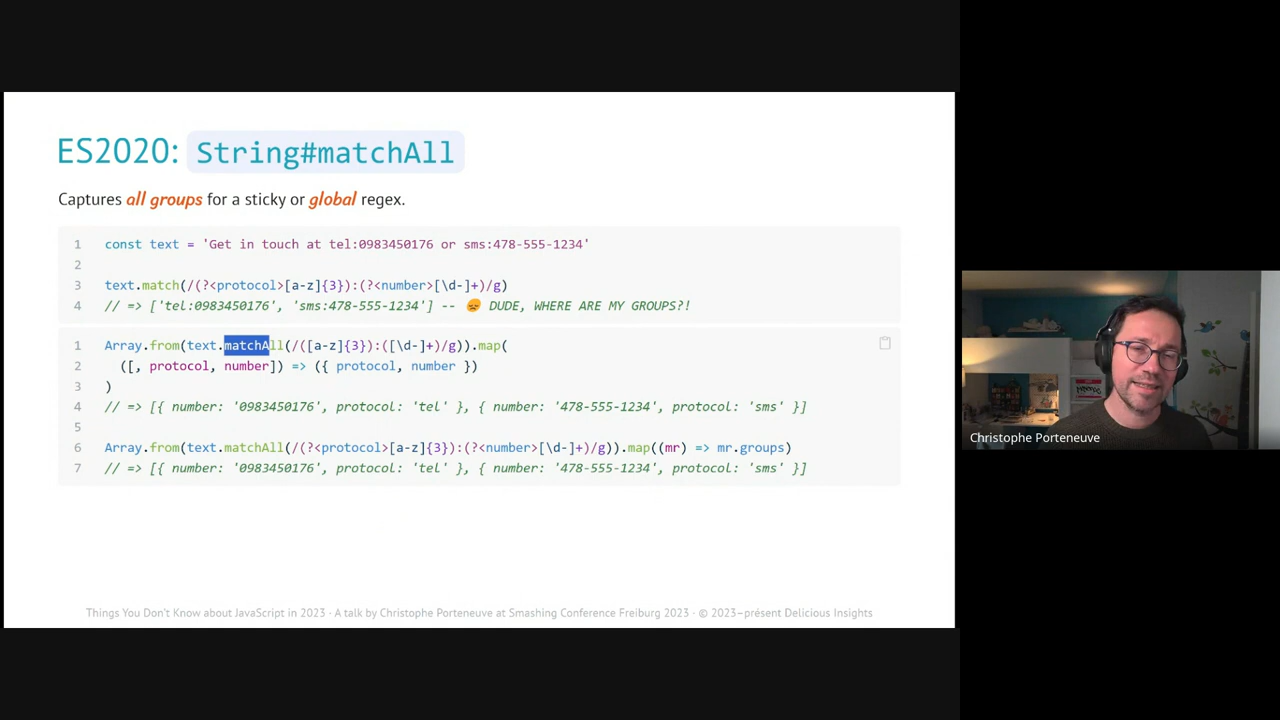 ES2020: String#matchAll
Captures all groups for a sticky or global regex.
1 const text = 'Get in touch at tel:0983450176 or sms:478-555-1234'
2
3 text.match(/(?<protocol>[a-z]{3}):(?<number>[\d-]+)/g)
4 // => ['tel:0983450176', 'sms:478-555-1234'] -- 😞 DUDE, WHERE ARE MY GROUPS?!
1 Array.from(text.matchAll(/([a-z]{3}):([\d-]+)/g)).map(
2 ([, protocol, number]) => ({ protocol, number })
3 )
4 // => [{ number: '0983450176', protocol: 'tel' }, { number: '478-555-1234', protocol: 'sms' }]
5
6 Array.from(text.matchAll(/(?<protocol>[a-z]{3}):(?<number>[\d-]+)/g)).map((mr) => mr.groups)
7 // => [{ number: '0983450176', protocol: 'tel' }, { number: '478-555-1234', protocol: 'sms' }]
Christophe Porteneuve
Things You Don't Know about JavaScript in 2023 · A talk by Christophe Porteneuve at Smashing Conference Freiburg 2023 · © 2023–présent Delicious Insights